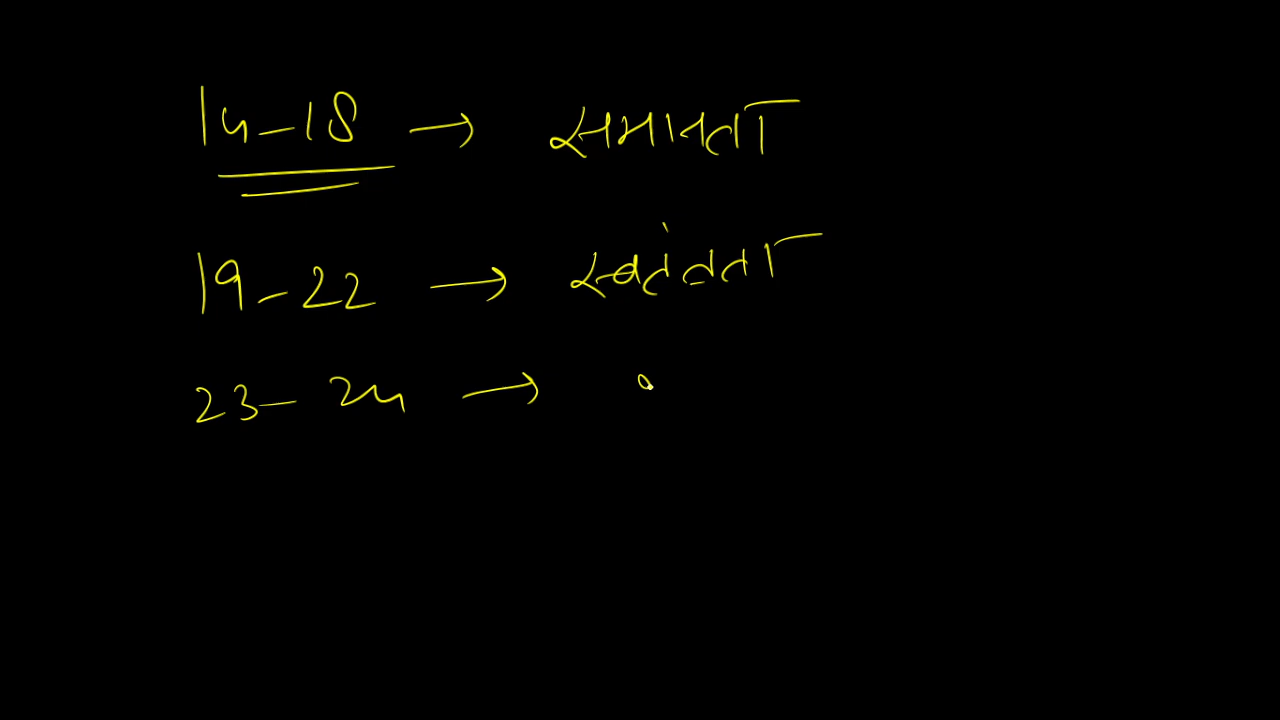 14-18 → समानता
19-22 → स्वतंत्रता
23-24 →